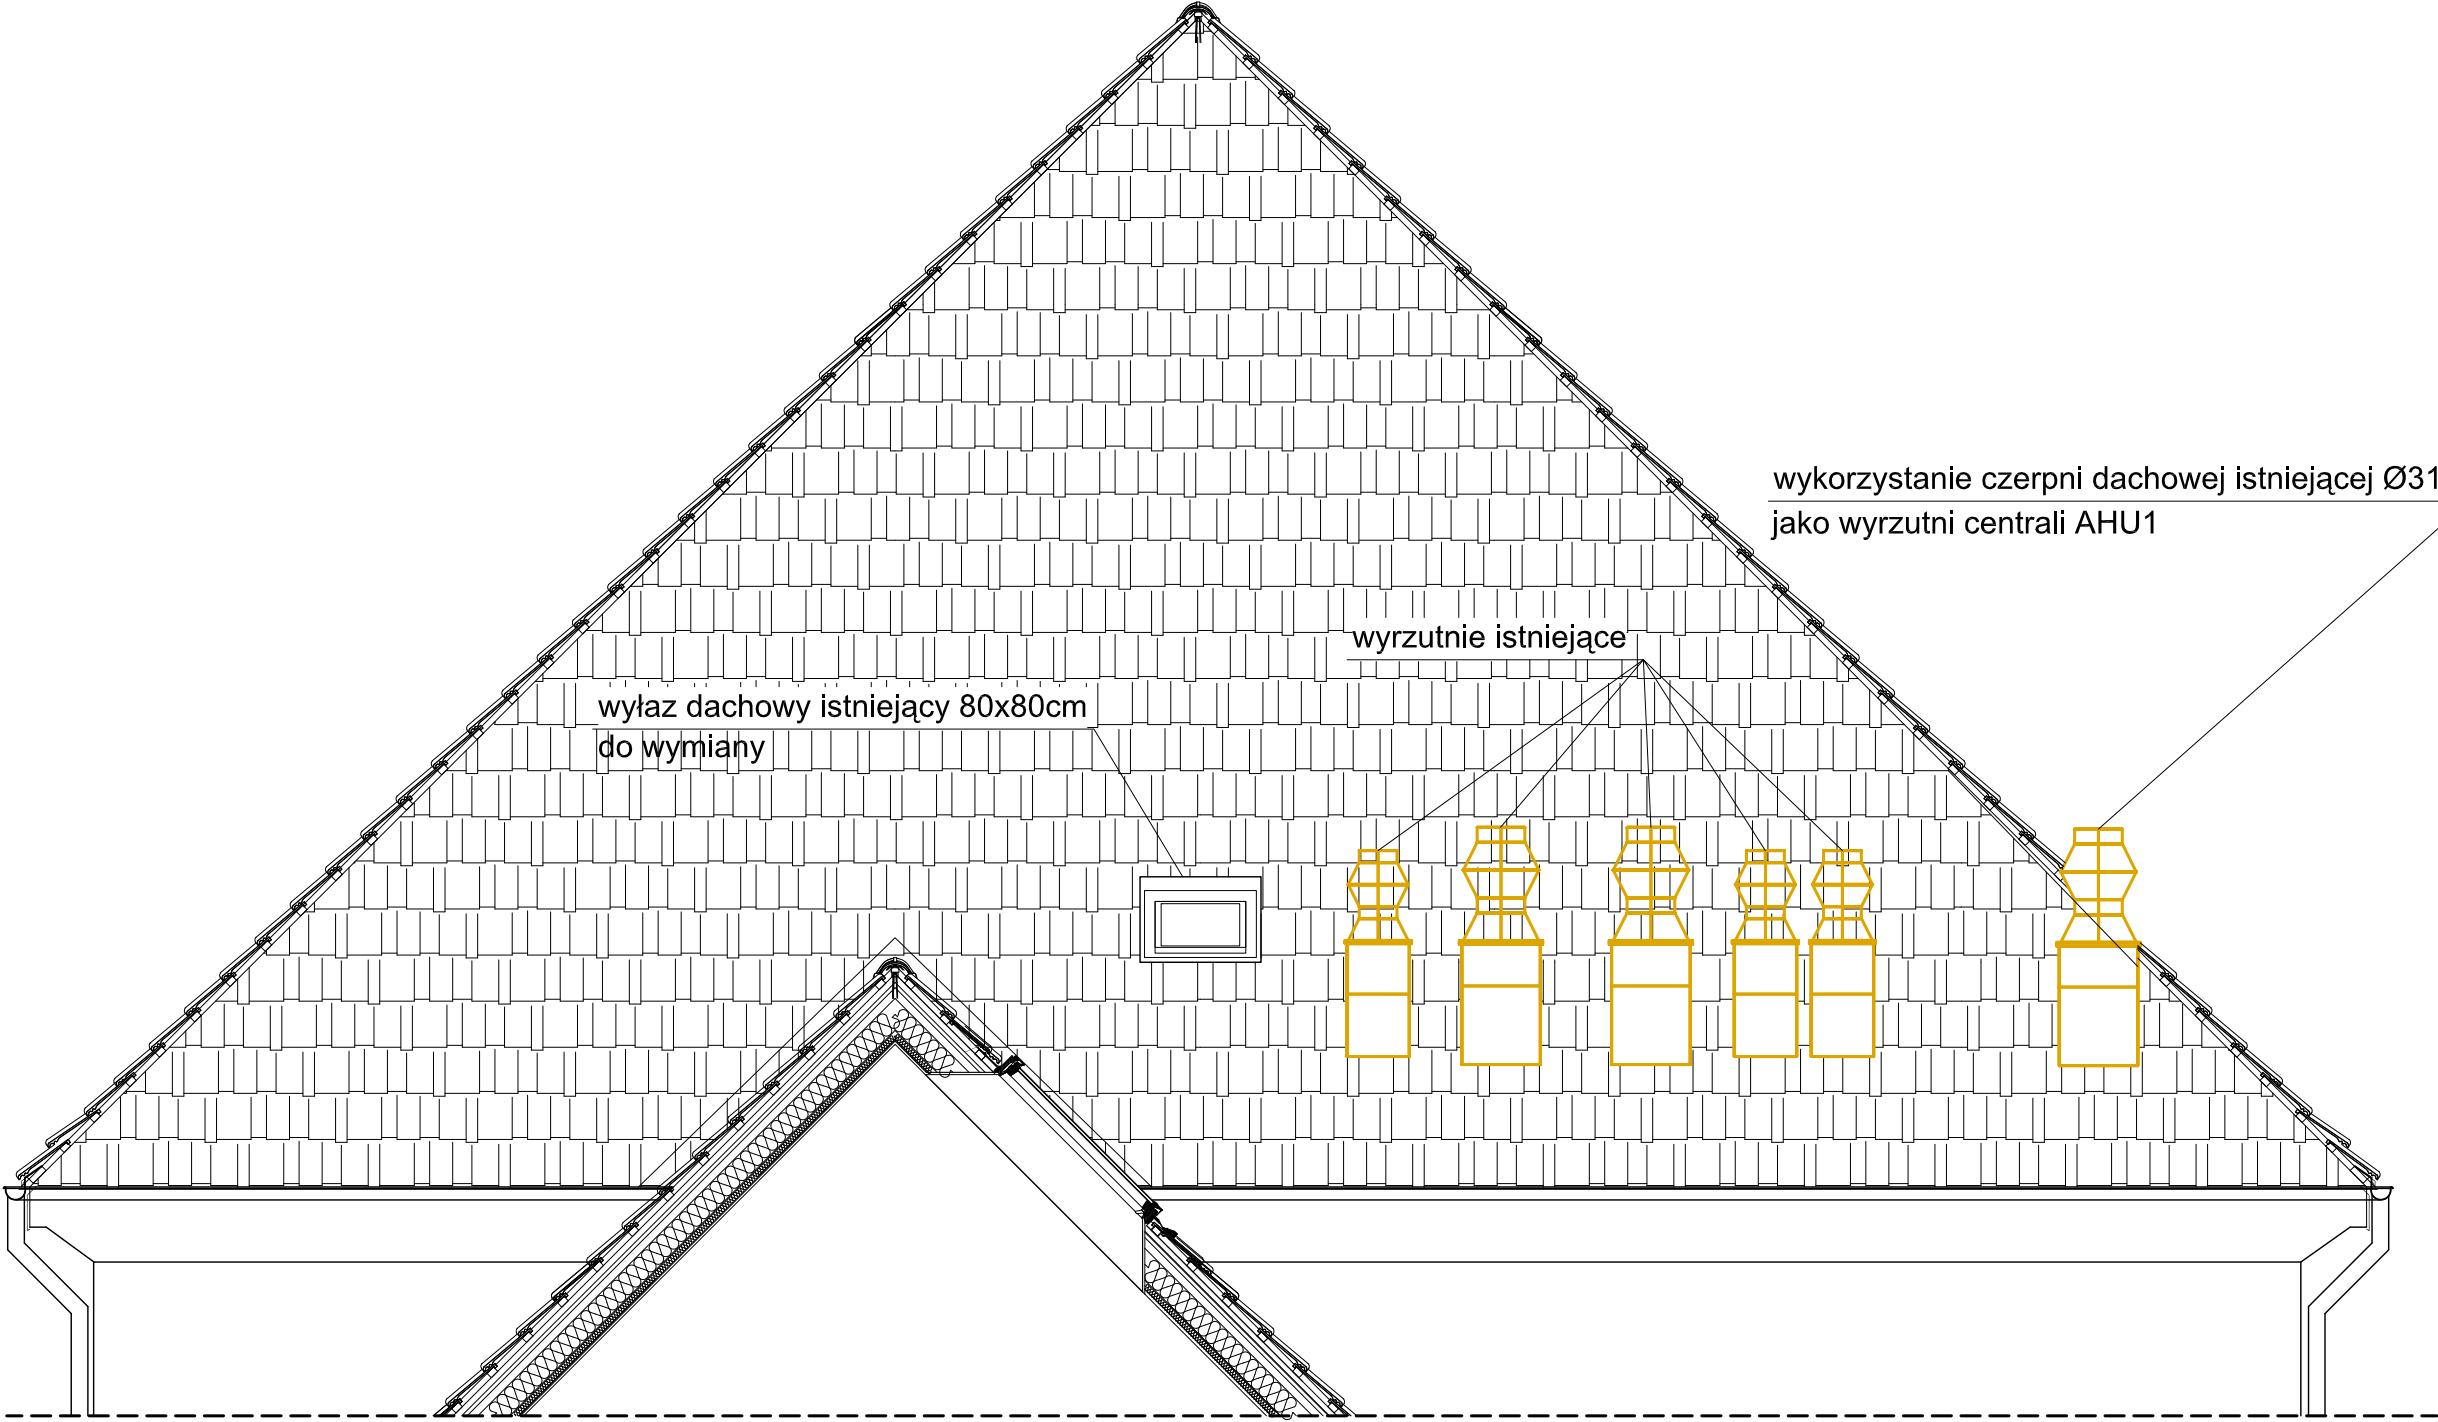 wykorzystanie czerpni dachowej istniejącej Ø31
jako wyrzutni centrali AHU1
wyrzutnie istniejące
wyłaz dachowy istniejący 80x80cm
do wymiany